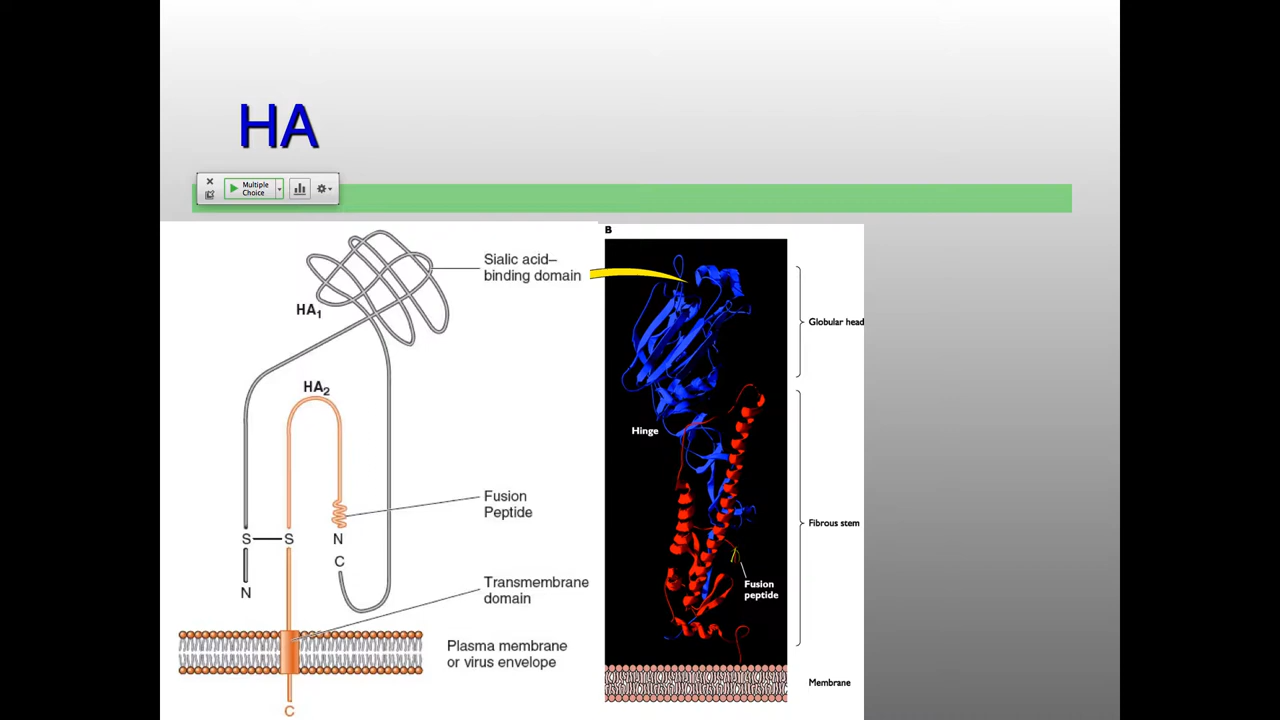 HA
Multiple
Choice
Sialic acid–
binding domain
HA1
HA2
Fusion
Peptide
S
S
N
C
N
Transmembrane
domain
Plasma membrane
or virus envelope
C
B
Globular head
Hinge
Fibrous stem
Fusion
peptide
Membrane